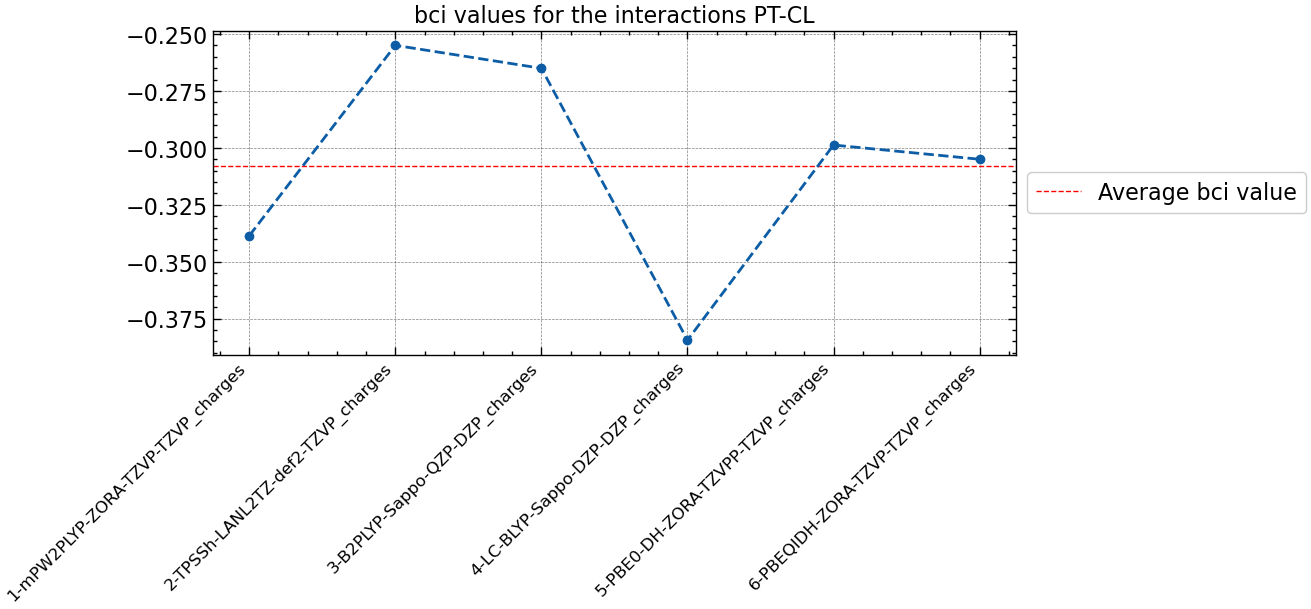 bci values for the interactions PT-CL
−0.250
−0.275
−0.300
−0.325
−0.350
−0.375
Average bci value
1-mPW2PLYP-ZORA-TZVP-TZVP_charges
2-TPSSh-LANL2TZ-def2-TZVP_charges
3-B2PLYP-Sappo-QZP-DZP_charges
4-LC-BLYP-Sappo-DZP-DZP_charges
5-PBE0-DH-ZORA-TZVPP-TZVP_charges
6-PBEQIDH-ZORA-TZVP-TZVP_charges